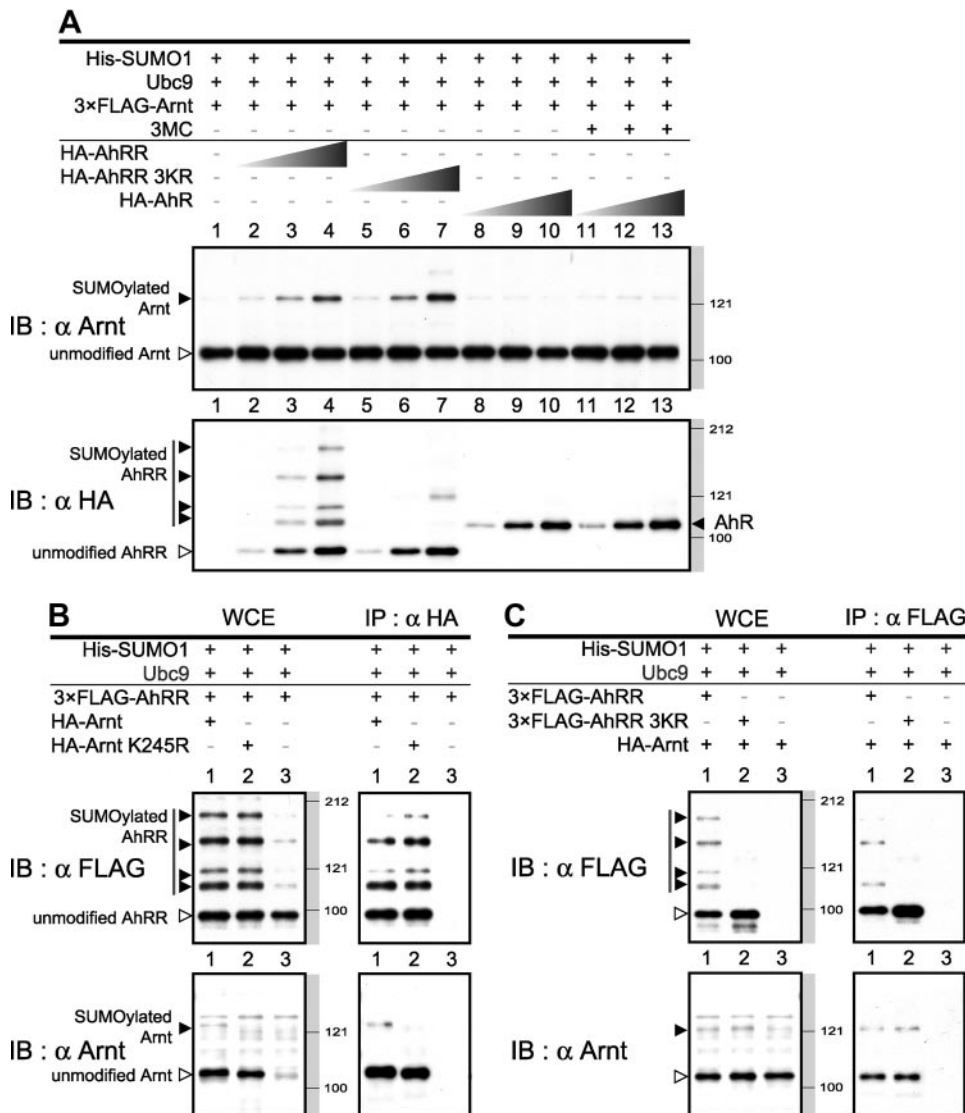 A
His-SUMO1 + + + + + + + + + + + + +
Ubc9 + + + + + + + + + + + + +
3×FLAG-Arnt + + + + + + + + + + + + +
3MC - - - - - - - - - - + + +
HA-AhRR - - - - - - - - - -
HA-AhRR 3KR - - - - - - - - - -
HA-AhR - - - - - - -
1 2 3 4 5 6 7 8 9 10 11 12 13
SUMOylated
Arnt
121
IB : α Arnt
unmodified Arnt
100
1 2 3 4 5 6 7 8 9 10 11 12 13
212
SUMOylated
AhRR
IB : α HA
121
AhR
100
unmodified AhRR
B
WCE IP : α HA
His-SUMO1 + + + + + +
Ubc9 + + + + + +
3×FLAG-AhRR + + + + + +
HA-Arnt + - - + - -
HA-Arnt K245R - + - - + -
1 2 3 1 2 3
212
SUMOylated
AhRR
IB : α FLAG
121
unmodified AhRR
100
1 2 3 1 2 3
SUMOylated
Arnt
121
IB : α Arnt
unmodified Arnt
100
C
WCE IP : α FLAG
His-SUMO1 + + + + + +
Ubc9 + + + + + +
3×FLAG-AhRR + - - + - -
3×FLAG-AhRR 3KR - + - - + -
HA-Arnt + + + + + +
1 2 3 1 2 3
212
IB : α FLAG
121
100
1 2 3 1 2 3
121
IB : α Arnt
100